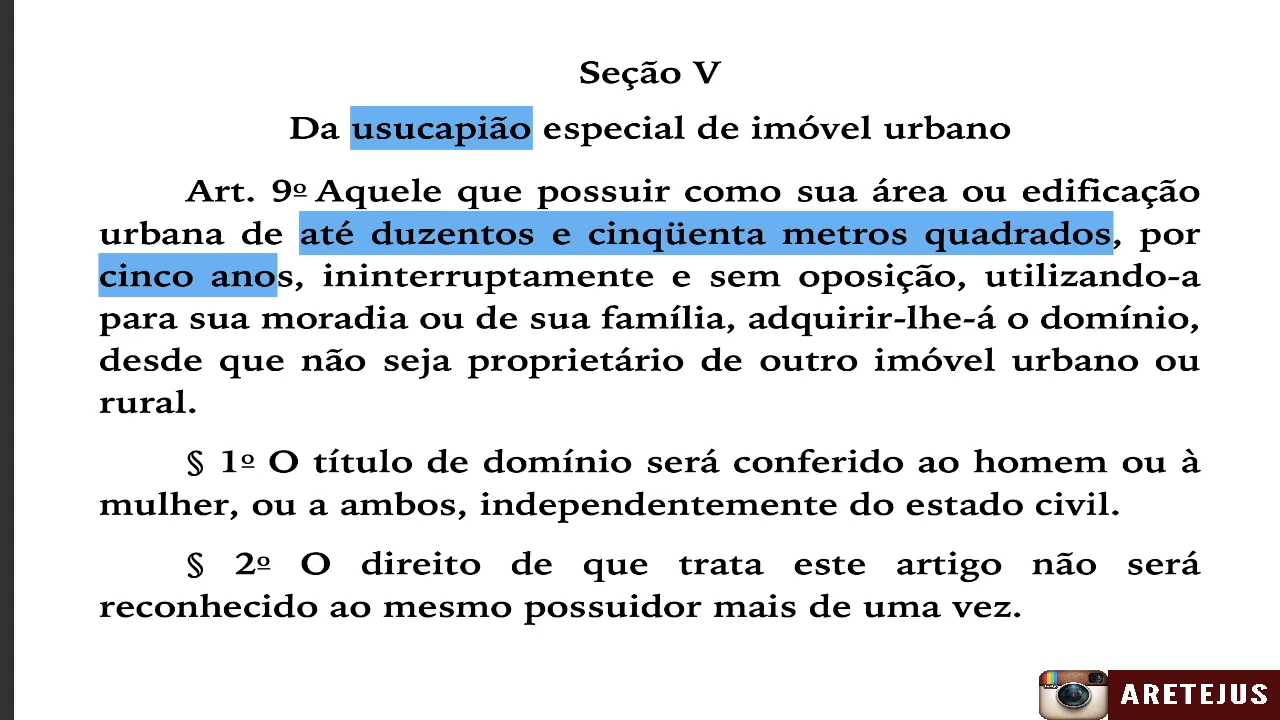 Seção V
Da usucapião especial de imóvel urbano
Art. 9º Aquele que possuir como sua área ou edificação
urbana de até duzentos e cinqüenta metros quadrados, por
cinco anos, ininterruptamente e sem oposição, utilizando-a
para sua moradia ou de sua família, adquirir-lhe-á o domínio,
desde que não seja proprietário de outro imóvel urbano ou
rural.
§ 1º O título de domínio será conferido ao homem ou à
mulher, ou a ambos, independentemente do estado civil.
§ 2º O direito de que trata este artigo não será
reconhecido ao mesmo possuidor mais de uma vez.
ARETEJUS